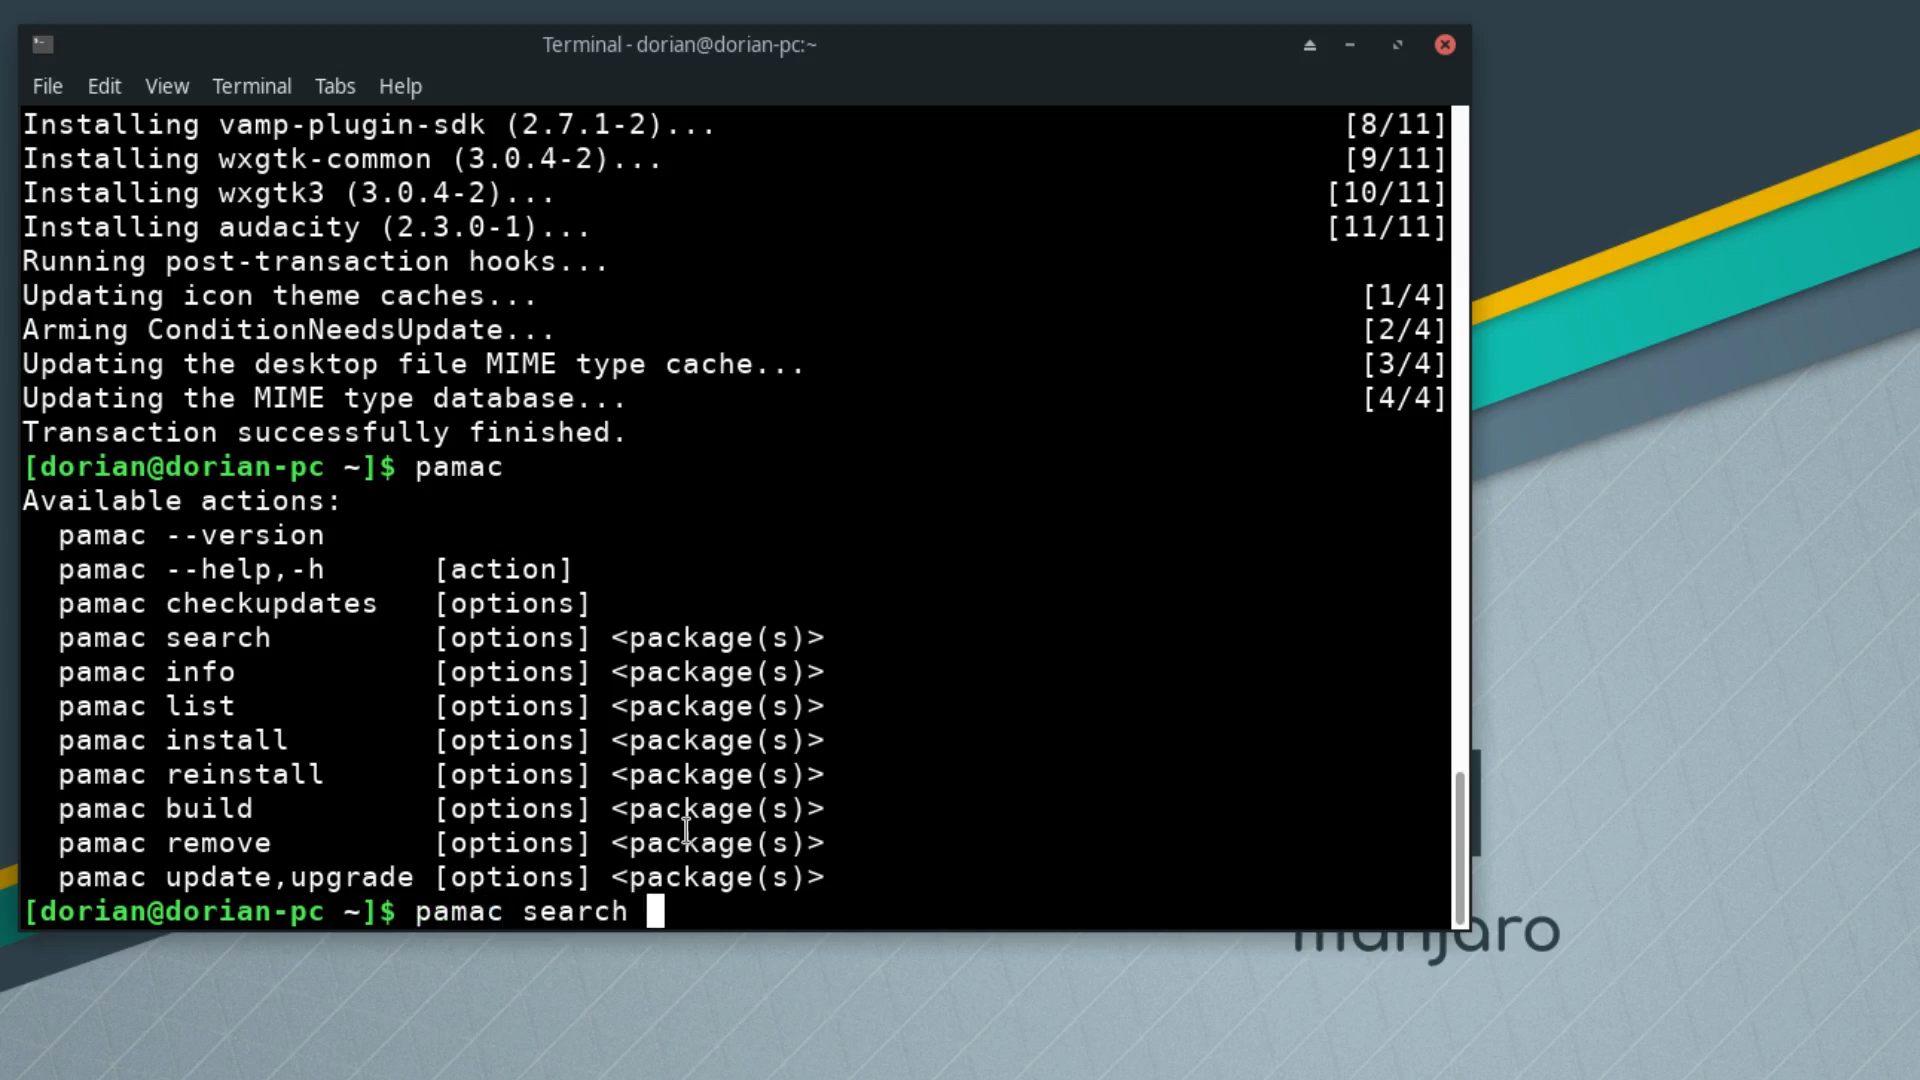 Terminal - dorian@dorian-pc:~
File Edit View Terminal Tabs Help
Installing vamp-plugin-sdk (2.7.1-2)... [8/11]
Installing wxgtk-common (3.0.4-2)... [9/11]
Installing wxgtk3 (3.0.4-2)... [10/11]
Installing audacity (2.3.0-1)... [11/11]
Running post-transaction hooks...
Updating icon theme caches... [1/4]
Arming ConditionNeedsUpdate... [2/4]
Updating the desktop file MIME type cache... [3/4]
Updating the MIME type database... [4/4]
Transaction successfully finished.
[dorian@dorian-pc ~]$ pamac
Available actions:
  pamac --version
  pamac --help,-h      [action]
  pamac checkupdates   [options]
  pamac search         [options] <package(s)>
  pamac info           [options] <package(s)>
  pamac list           [options] <package(s)>
  pamac install        [options] <package(s)>
  pamac reinstall      [options] <package(s)>
  pamac build          [options] <package(s)>
  pamac remove         [options] <package(s)>
  pamac update,upgrade [options] <package(s)>
[dorian@dorian-pc ~]$ pamac search
manjaro